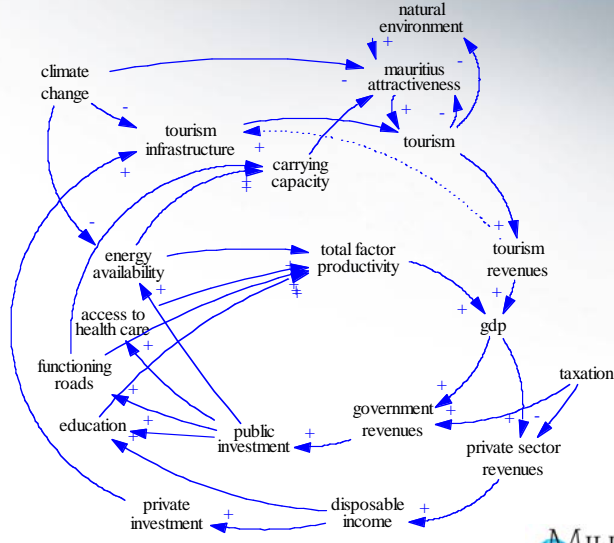 natural
environment
climate
change
mauritius
attractiveness
tourism
infrastructure
tourism
carrying
capacity
energy
availability
total factor
productivity
tourism
revenues
access to
health care
gdp
functioning
roads
taxation
education
public
investment
government
revenues
private sector
revenues
private
investment
disposable
income